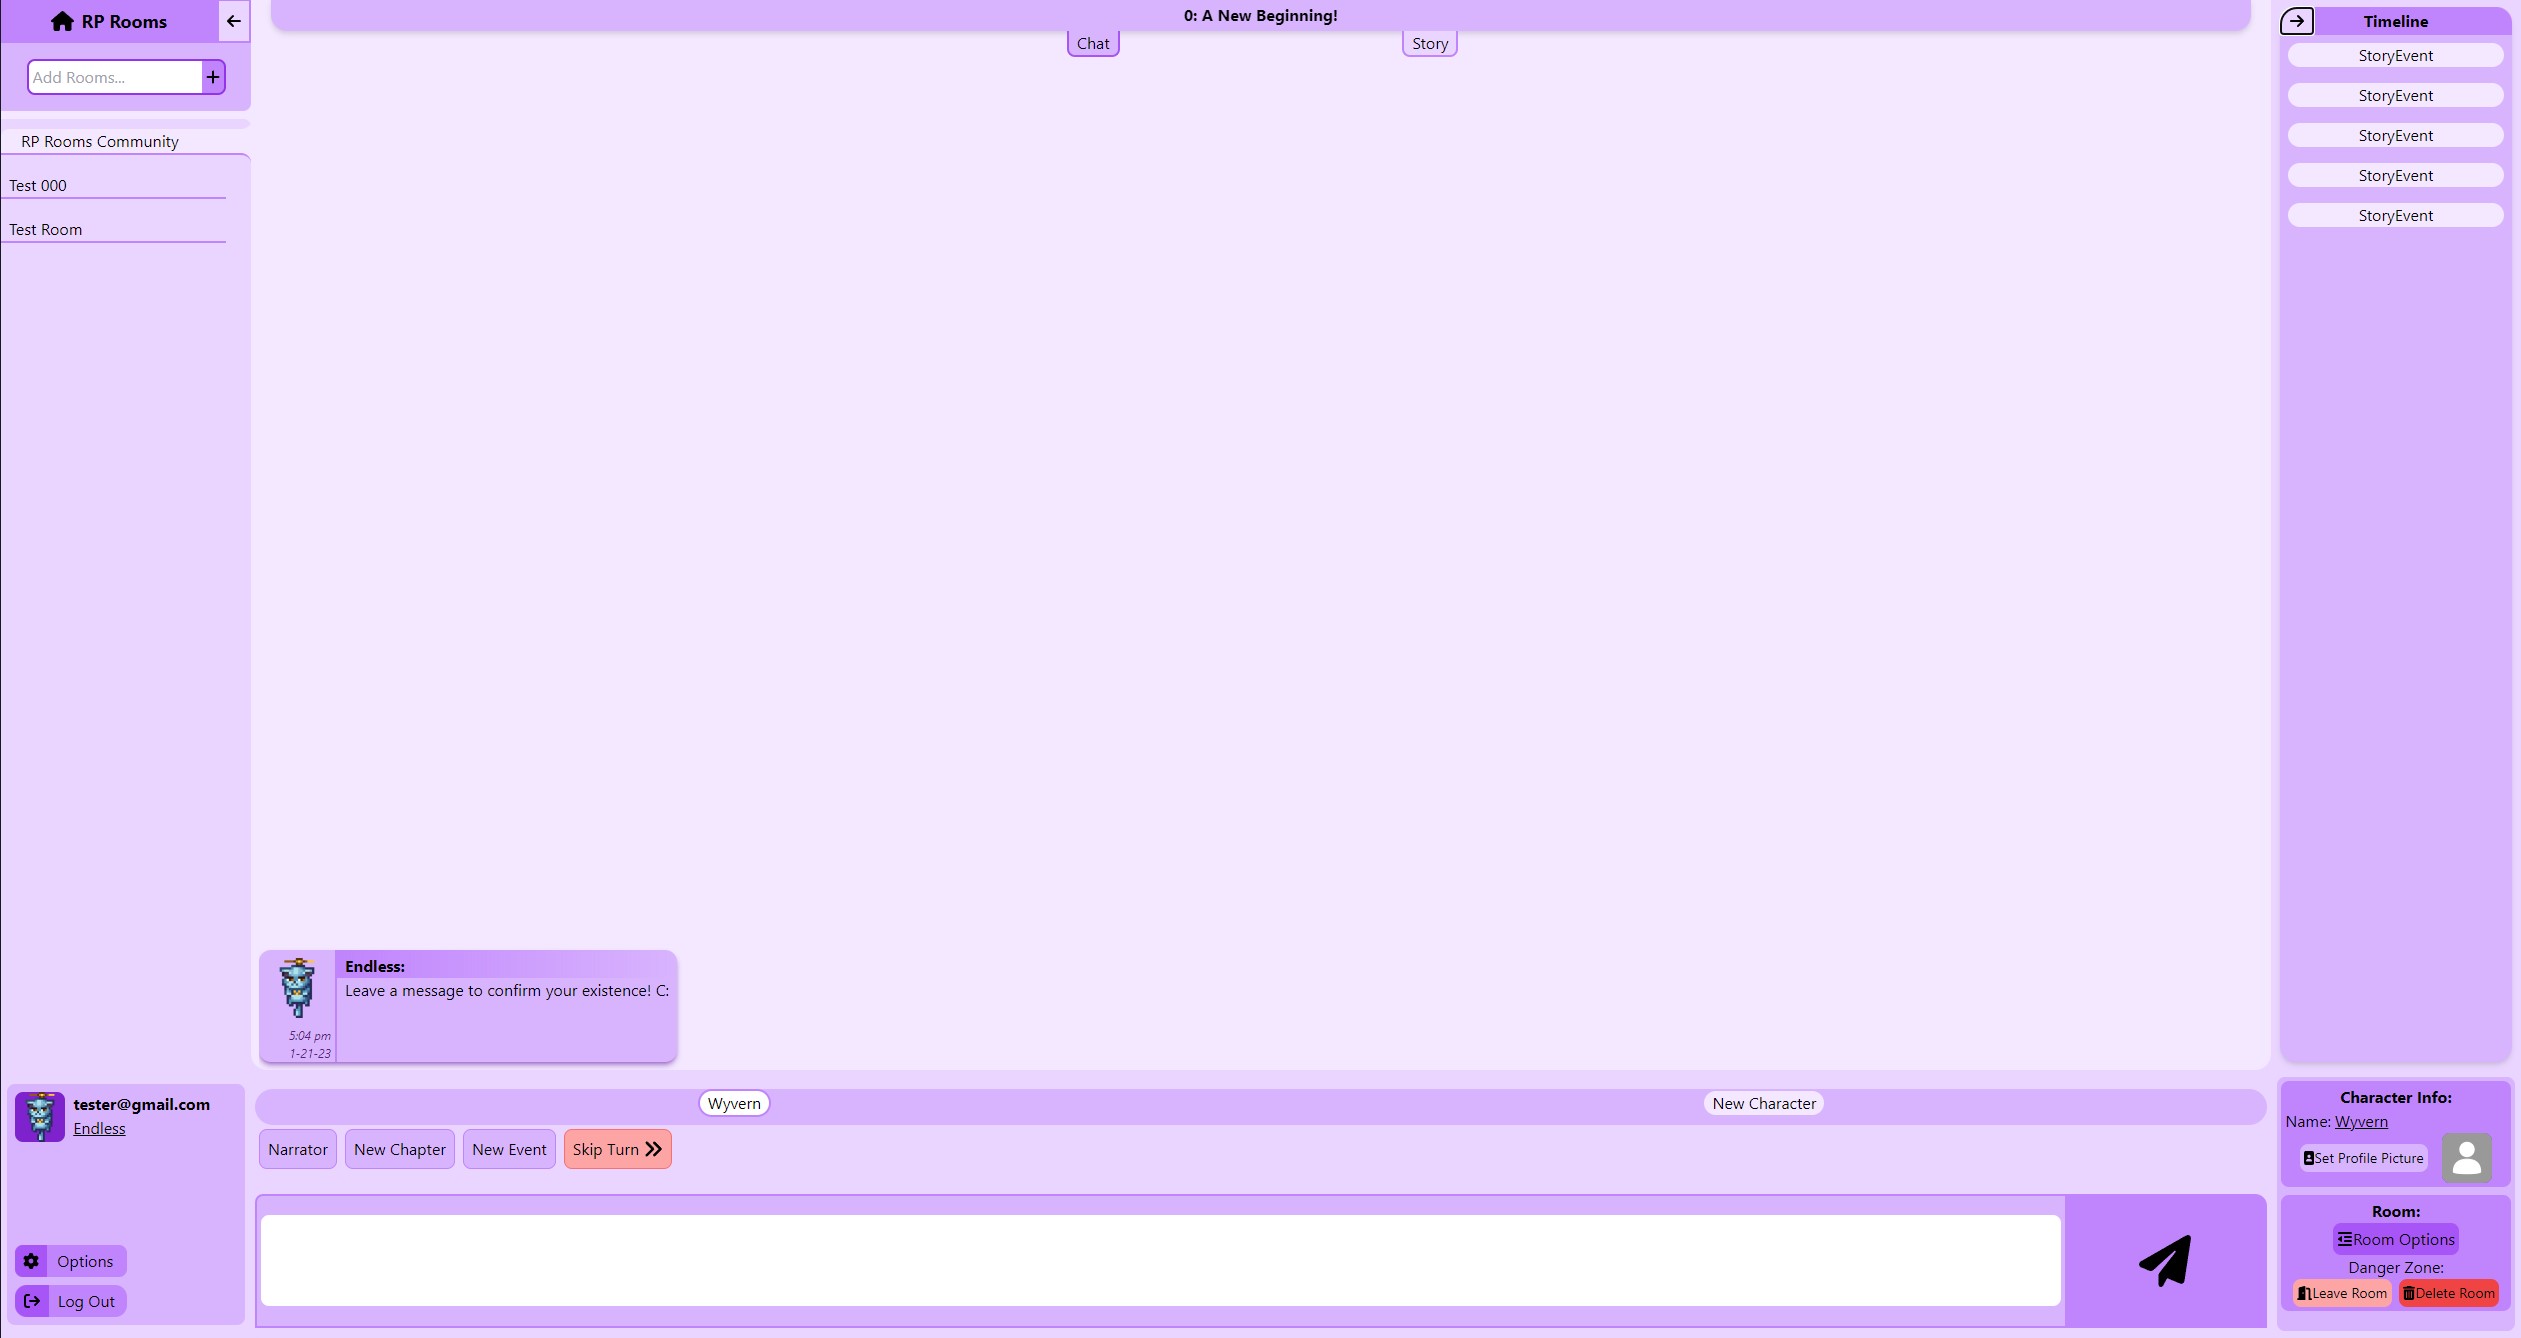 RP Rooms
Add Rooms...
RP Rooms Community
Test 000
Test Room
tester@gmail.com
Endless
Options
Log Out
0: A New Beginning!
Chat
Story
Endless:
Leave a message to confirm your existence! C:
5:04 pm
1-21-23
Wyvern
New Character
Narrator
New Chapter
New Event
Skip Turn
Timeline
StoryEvent
StoryEvent
StoryEvent
StoryEvent
StoryEvent
Character Info:
Name: Wyvern
Set Profile Picture
Room:
Room Options
Danger Zone:
Leave Room
Delete Room